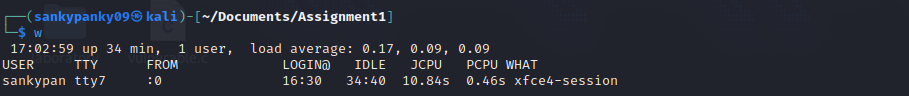 ┌──(sankypanky09㉿kali)-[~/Documents/Assignment1]
└─$ w
 17:02:59 up 34 min,  1 user,  load average: 0.17, 0.09, 0.09
USER     TTY      FROM             LOGIN@   IDLE   JCPU   PCPU WHAT
sankypan tty7     :0               16:30   34:40  10.84s  0.46s xfce4-session